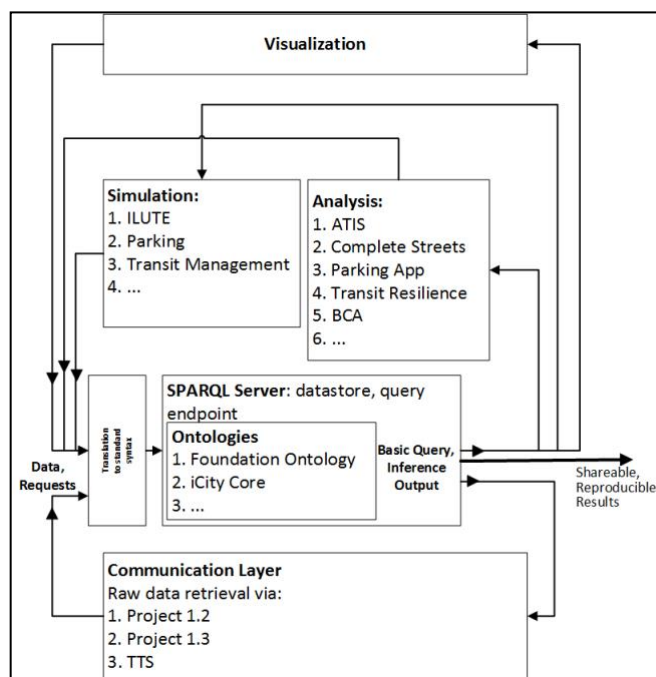 Visualization
Simulation:
1. ILUTE
2. Parking
3. Transit Management
4. ...
Analysis:
1. ATIS
2. Complete Streets
3. Parking App
4. Transit Resilience
5. BCA
6. ...
Data,
Requests
Translation
to standard
syntax
SPARQL Server: datastore, query
endpoint
Ontologies
1. Foundation Ontology
2. iCity Core
3. ...
Basic Query,
Inference
Output
Shareable,
Reproducible
Results
Communication Layer
Raw data retrieval via:
1. Project 1.2
2. Project 1.3
3. TTS